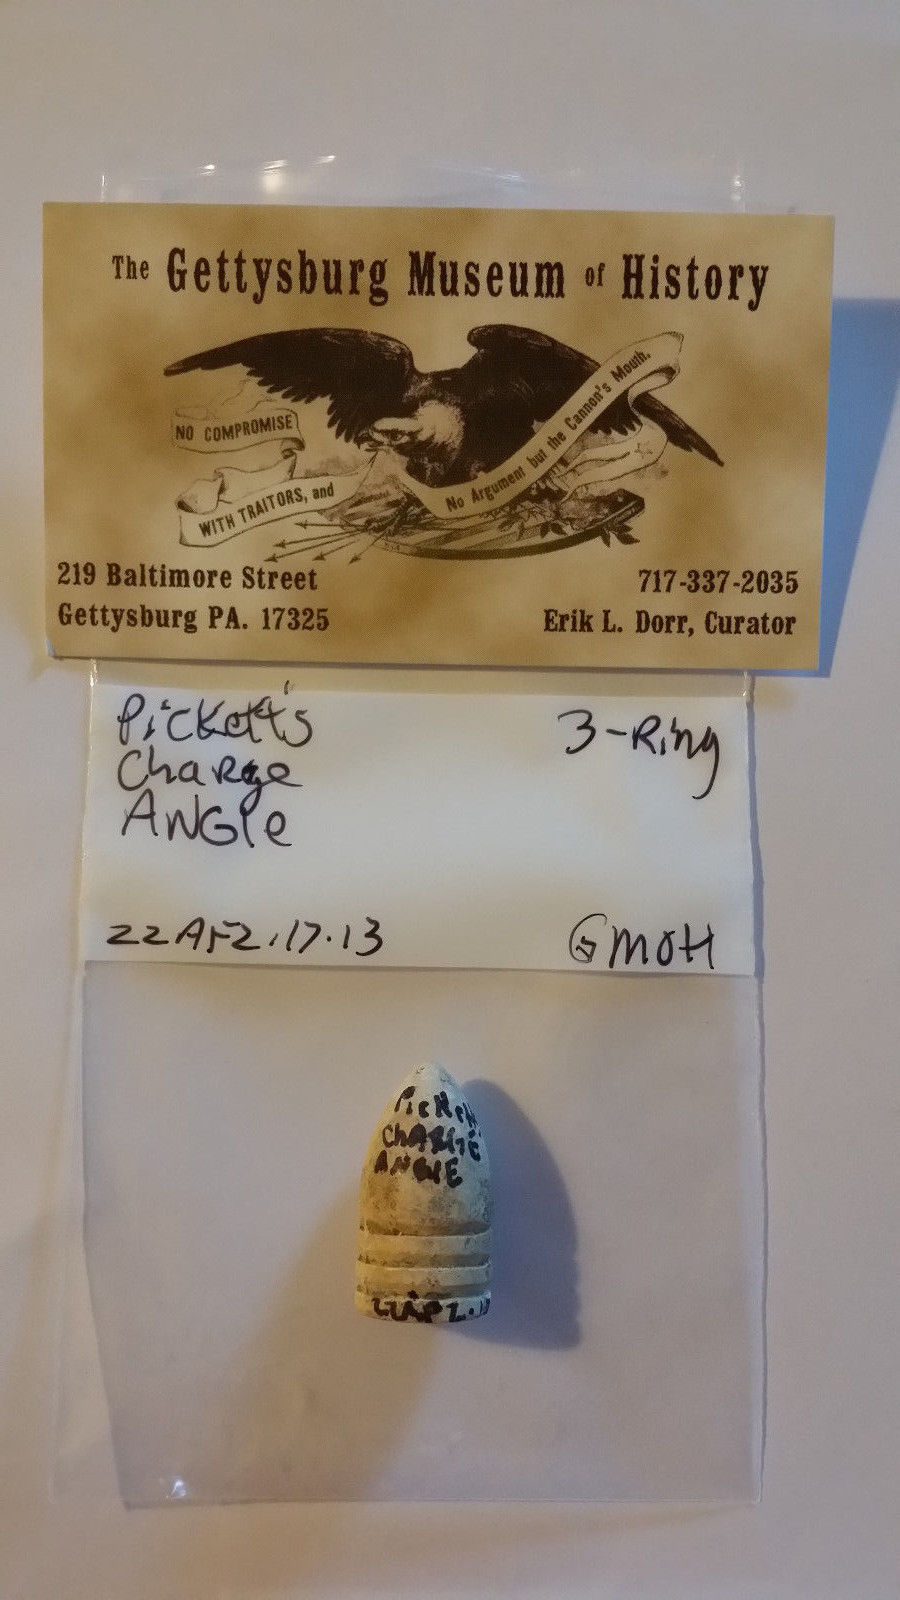 The Gettysburg Museum of History
NO COMPROMISE
WITH TRAITORS, and
No Argument but the Cannon's Mouth.
219 Baltimore Street
Gettysburg PA. 17325
717-337-2035
Erik L. Dorr, Curator
Pickett's
Charge
ANGle
3-Ring
22AF2.17.13
GMOH
CHARGE
ANGlE